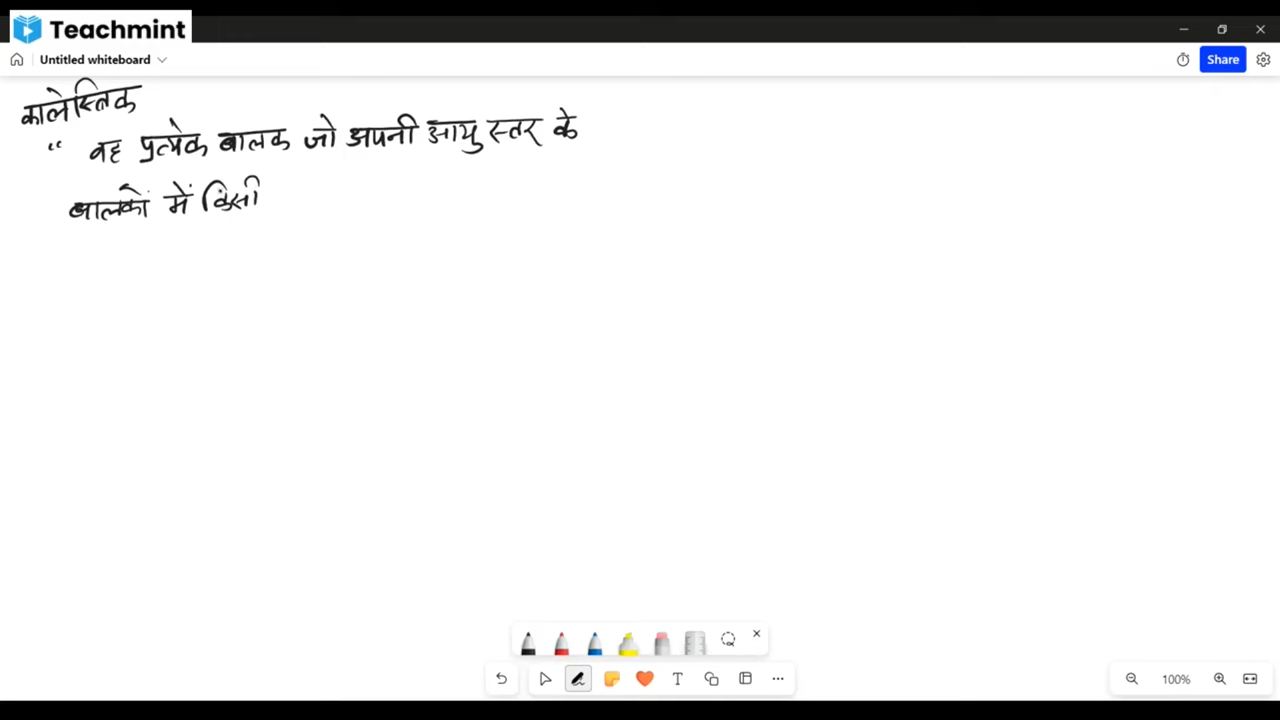 Teachmint
Untitled whiteboard
Share
कालेस्तिक
“ वह प्रत्येक बालक जो अपनी आयु स्तर के
बालकों में किसी
T
100%